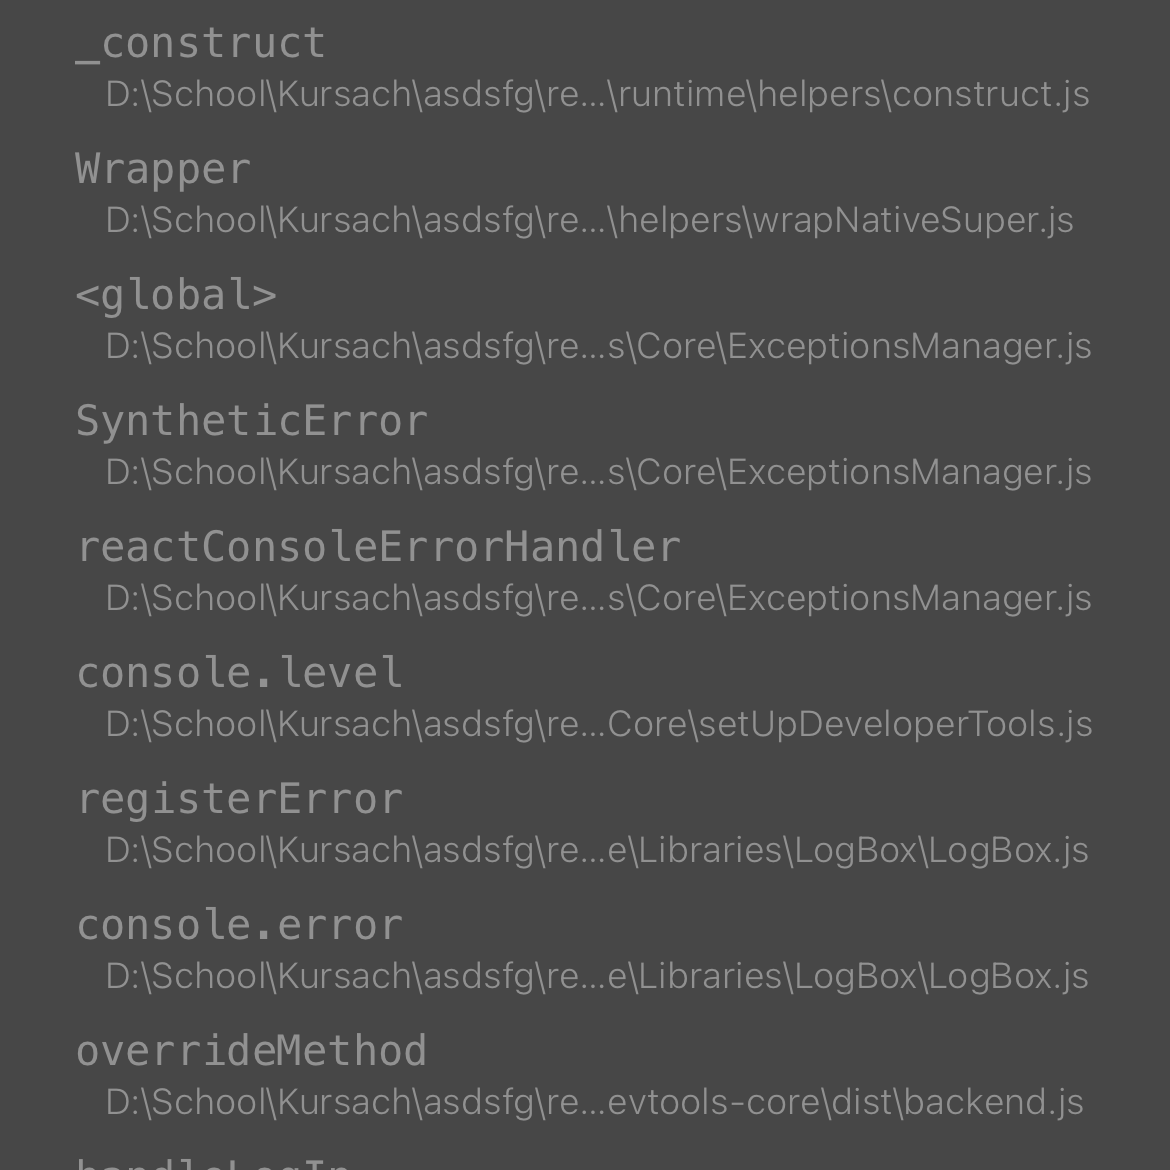 _construct
D:\School\Kursach\asdsfg\re...\runtime\helpers\construct.js
Wrapper
D:\School\Kursach\asdsfg\re...\helpers\wrapNativeSuper.js
<global>
D:\School\Kursach\asdsfg\re...s\Core\ExceptionsManager.js
SyntheticError
D:\School\Kursach\asdsfg\re...s\Core\ExceptionsManager.js
reactConsoleErrorHandler
D:\School\Kursach\asdsfg\re...s\Core\ExceptionsManager.js
console.level
D:\School\Kursach\asdsfg\re...Core\setUpDeveloperTools.js
registerError
D:\School\Kursach\asdsfg\re...e\Libraries\LogBox\LogBox.js
console.error
D:\School\Kursach\asdsfg\re...e\Libraries\LogBox\LogBox.js
overrideMethod
D:\School\Kursach\asdsfg\re...evtools-core\dist\backend.js
handleLogIn